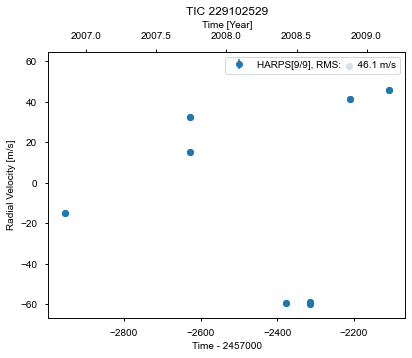 TIC 229102529
Time [Year]
2007.0 2007.5 2008.0 2008.5 2009.0
HARPS[9/9], RMS: 46.1 m/s
60
40
20
0
−20
−40
−60
Radial Velocity [m/s]
−2800 −2600 −2400 −2200
Time - 2457000